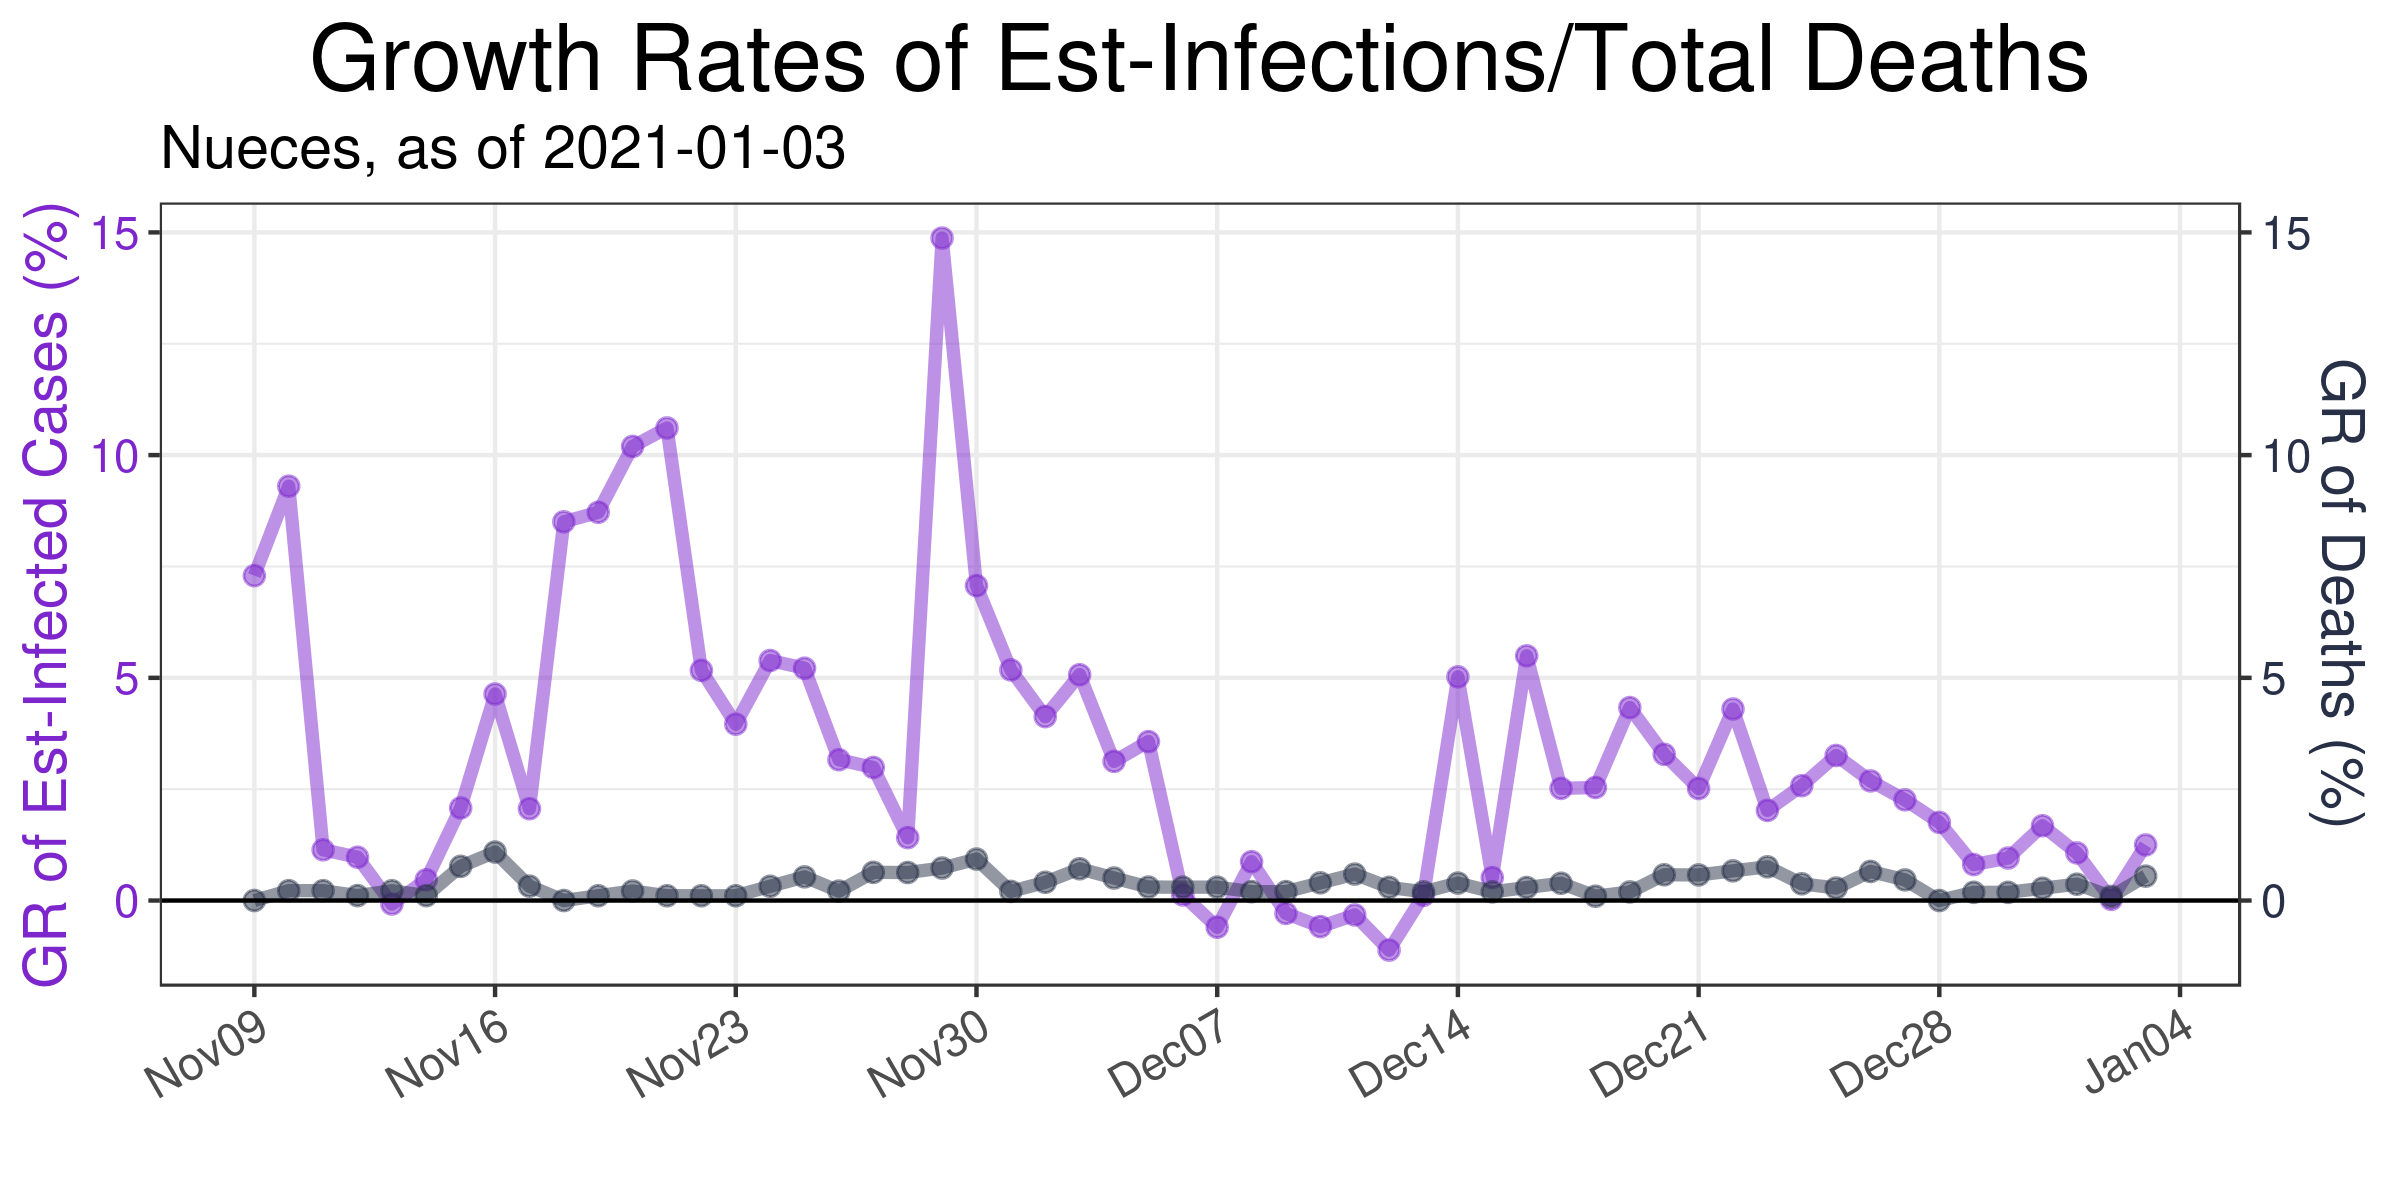 Growth Rates of Est-Infections/Total Deaths
Nueces, as of 2021-01-03
GR of Est-Infected Cases (%)
15
10
5
0
15
10
5
0
GR of Deaths (%)
Nov09
Nov16
Nov23
Nov30
Dec07
Dec14
Dec21
Dec28
Jan04